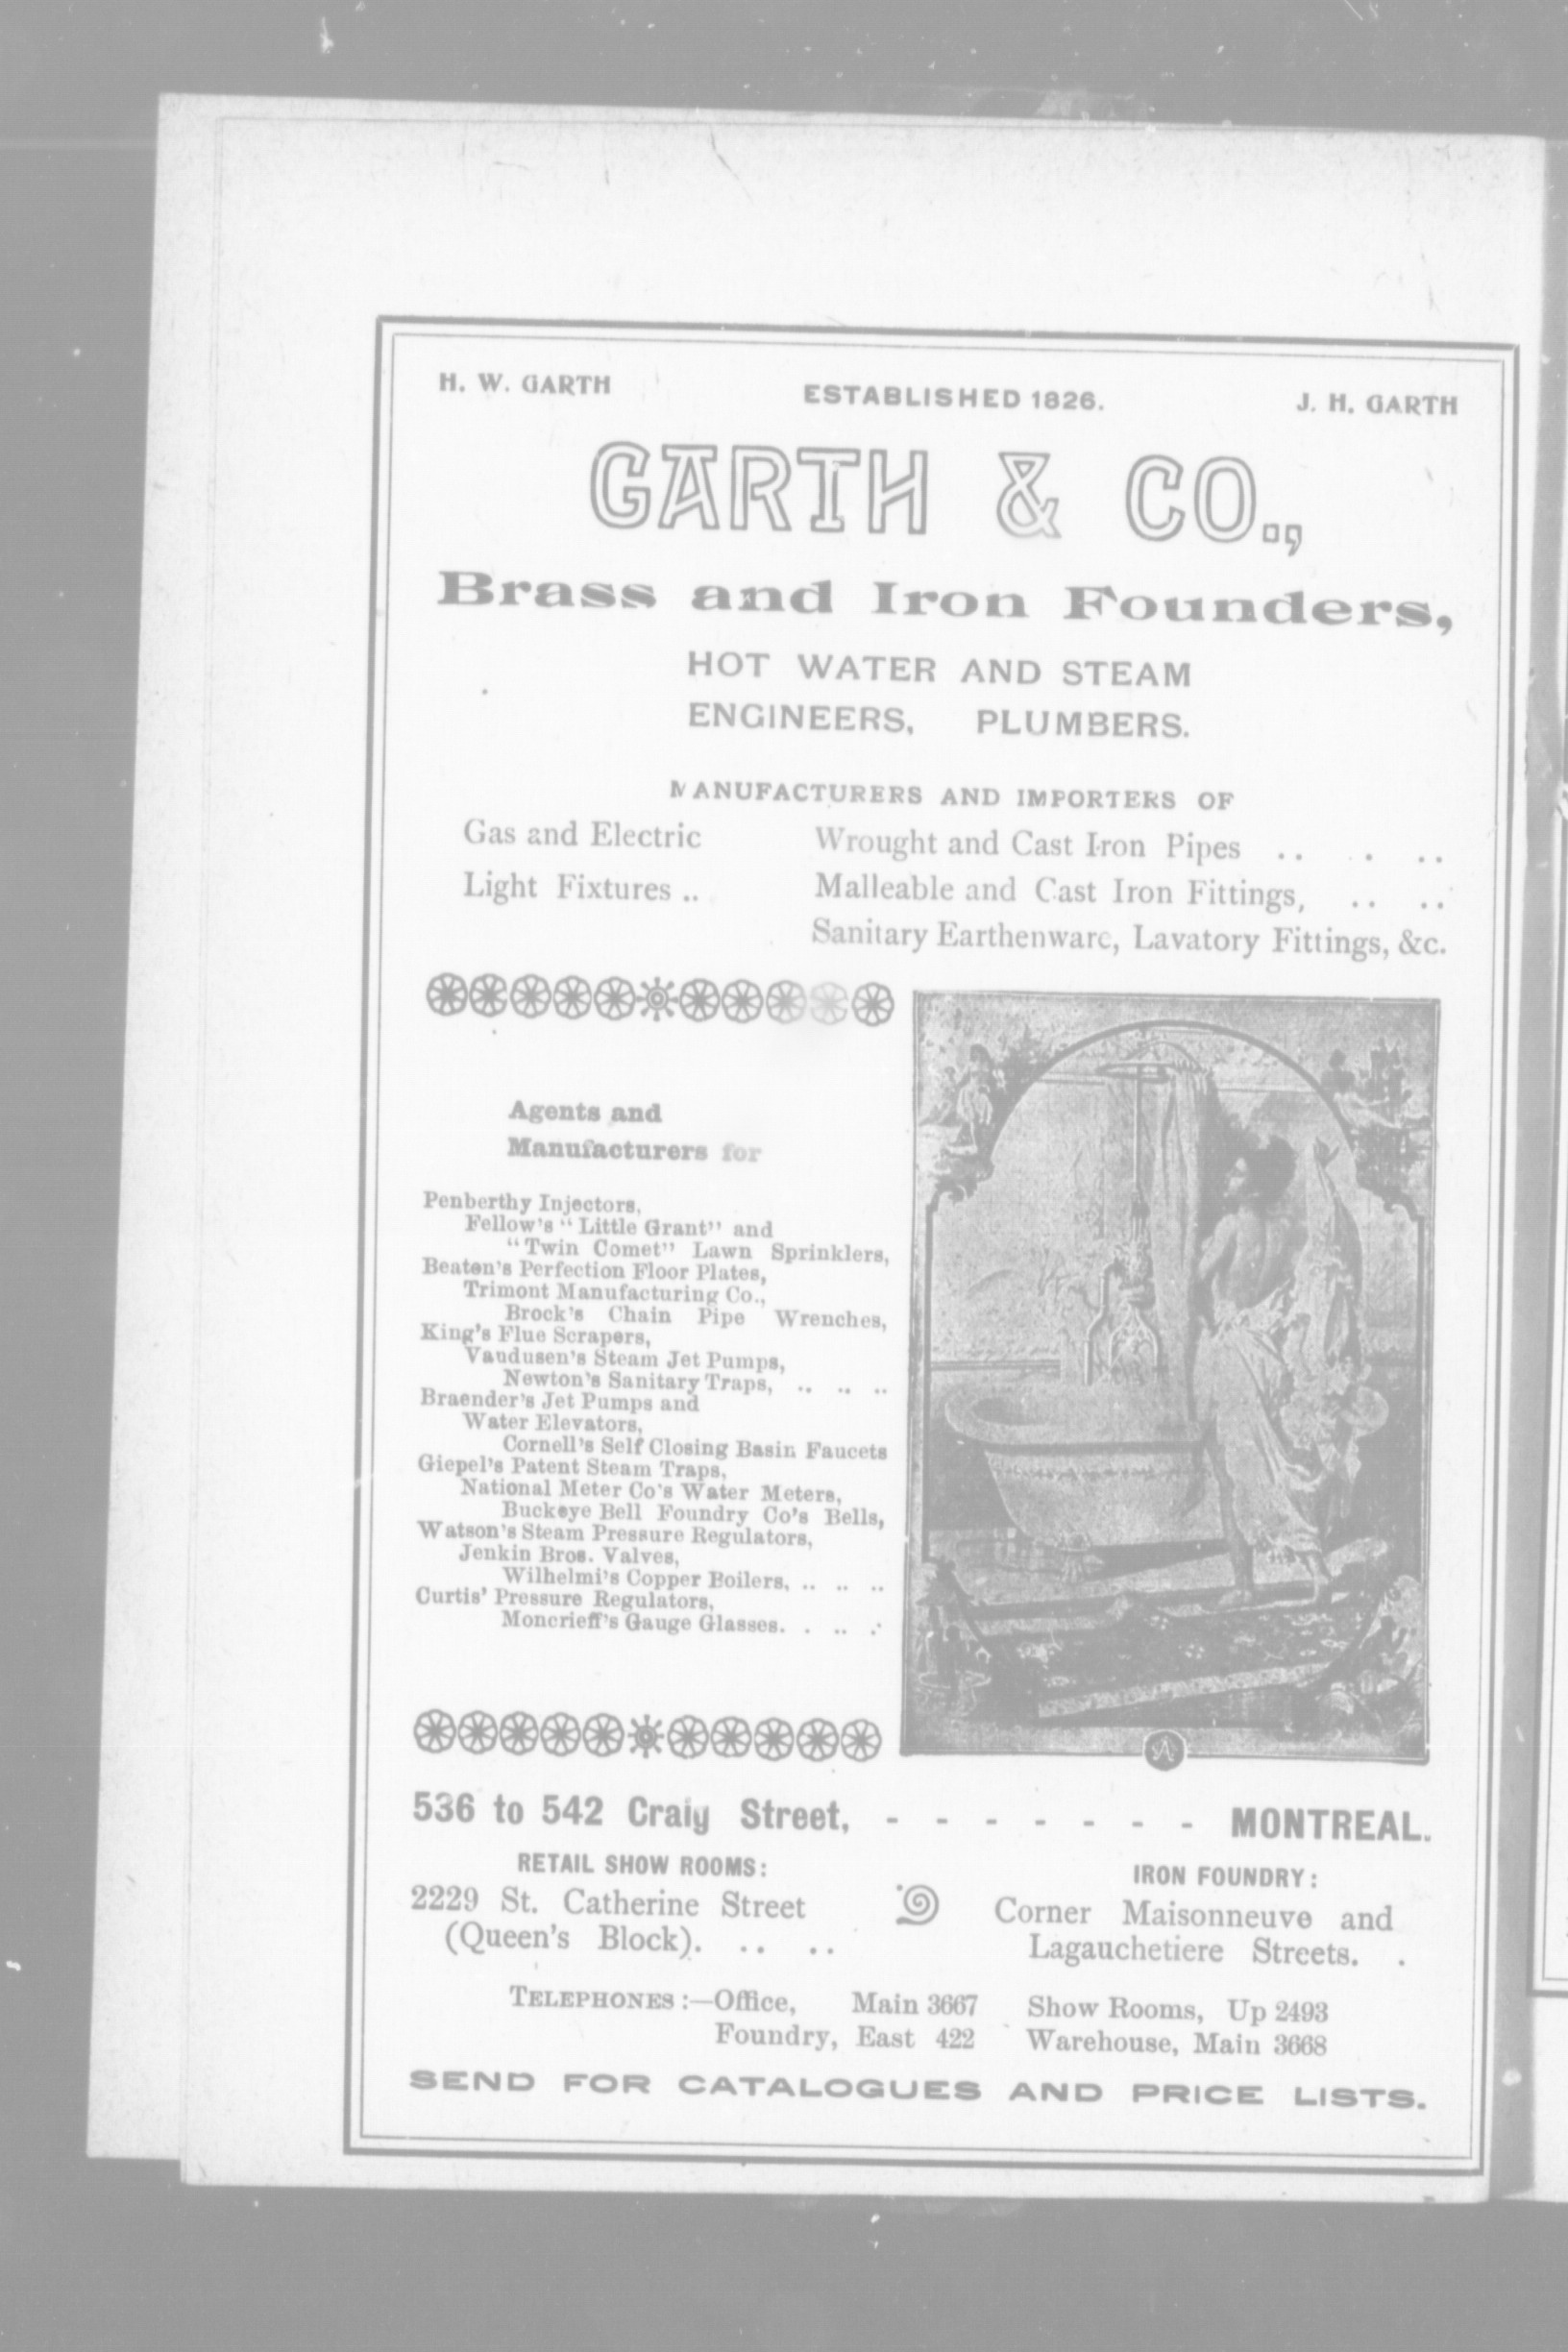 H. W. GARTH ESTABLISHED 1826. J. H. GARTH
GARTH & CO.,
Brass and Iron Founders,
HOT WATER AND STEAM
ENGINEERS, PLUMBERS.
MANUFACTURERS AND IMPORTERS OF
Gas and Electric
Light Fixtures ..
Wrought and Cast Iron Pipes .. . ..
Malleable and Cast Iron Fittings, .. ..
Sanitary Earthenware, Lavatory Fittings, &c.
Agents and
Manufacturers for
Penberthy Injectors,
Fellow's "Little Grant" and
"Twin Comet" Lawn Sprinklers,
Beaton's Perfection Floor Plates,
Trimont Manufacturing Co.,
Brock's Chain Pipe Wrenches,
King's Flue Scrapers,
Vaudusen's Steam Jet Pumps,
Newton's Sanitary Traps, .. .. ..
Braender's Jet Pumps and
Water Elevators,
Cornell's Self Closing Basin Faucets
Giepel's Patent Steam Traps,
National Meter Co's Water Meters,
Buckeye Bell Foundry Co's Bells,
Watson's Steam Pressure Regulators,
Jenkin Bros. Valves,
Wilhelmi's Copper Boilers, .. .. ..
Curtis' Pressure Regulators,
Moncrieff's Gauge Glasses. . .. ..
536 to 542 Craig Street, - - - - - - - MONTREAL.
RETAIL SHOW ROOMS:
2229 St. Catherine Street
(Queen's Block). .. ..
IRON FOUNDRY:
Corner Maisonneuve and
Lagauchetiere Streets. .
TELEPHONES:—Office, Main 3667 Show Rooms, Up 2493
Foundry, East 422 Warehouse, Main 3668
SEND FOR CATALOGUES AND PRICE LISTS.